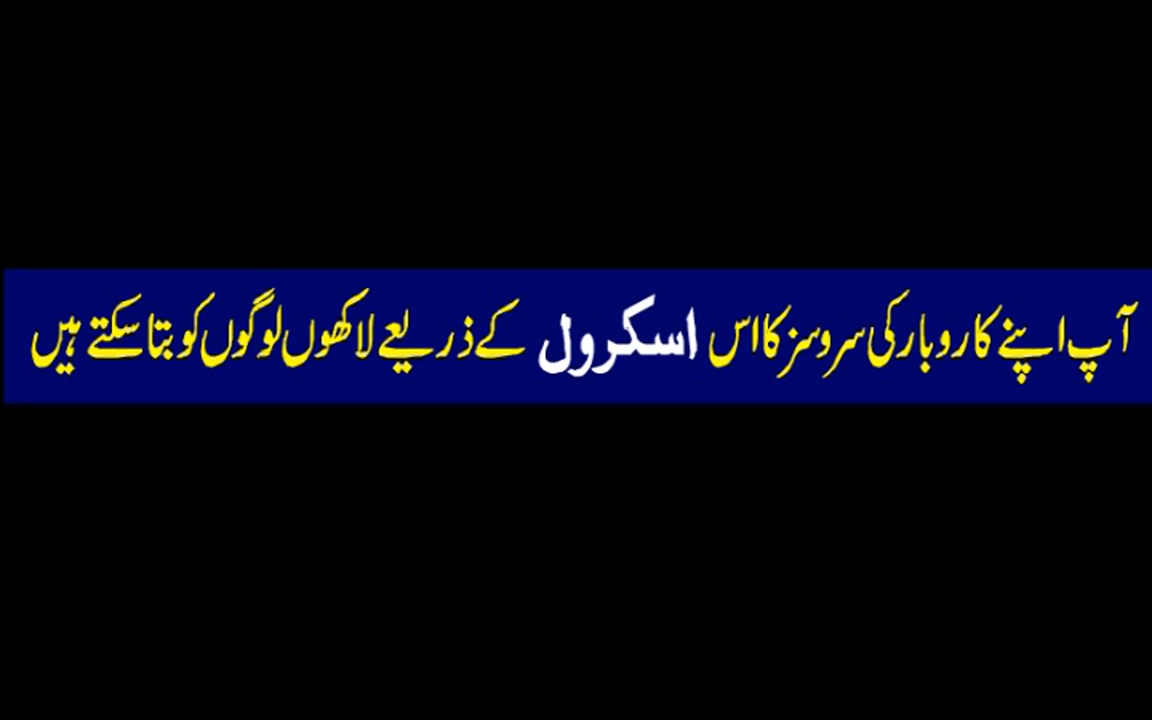 آپ اپنے کاروبار کی سروسز کا اس اسکرول کے ذریعے لاکھوں لوگوں کو بتا سکتے ہیں